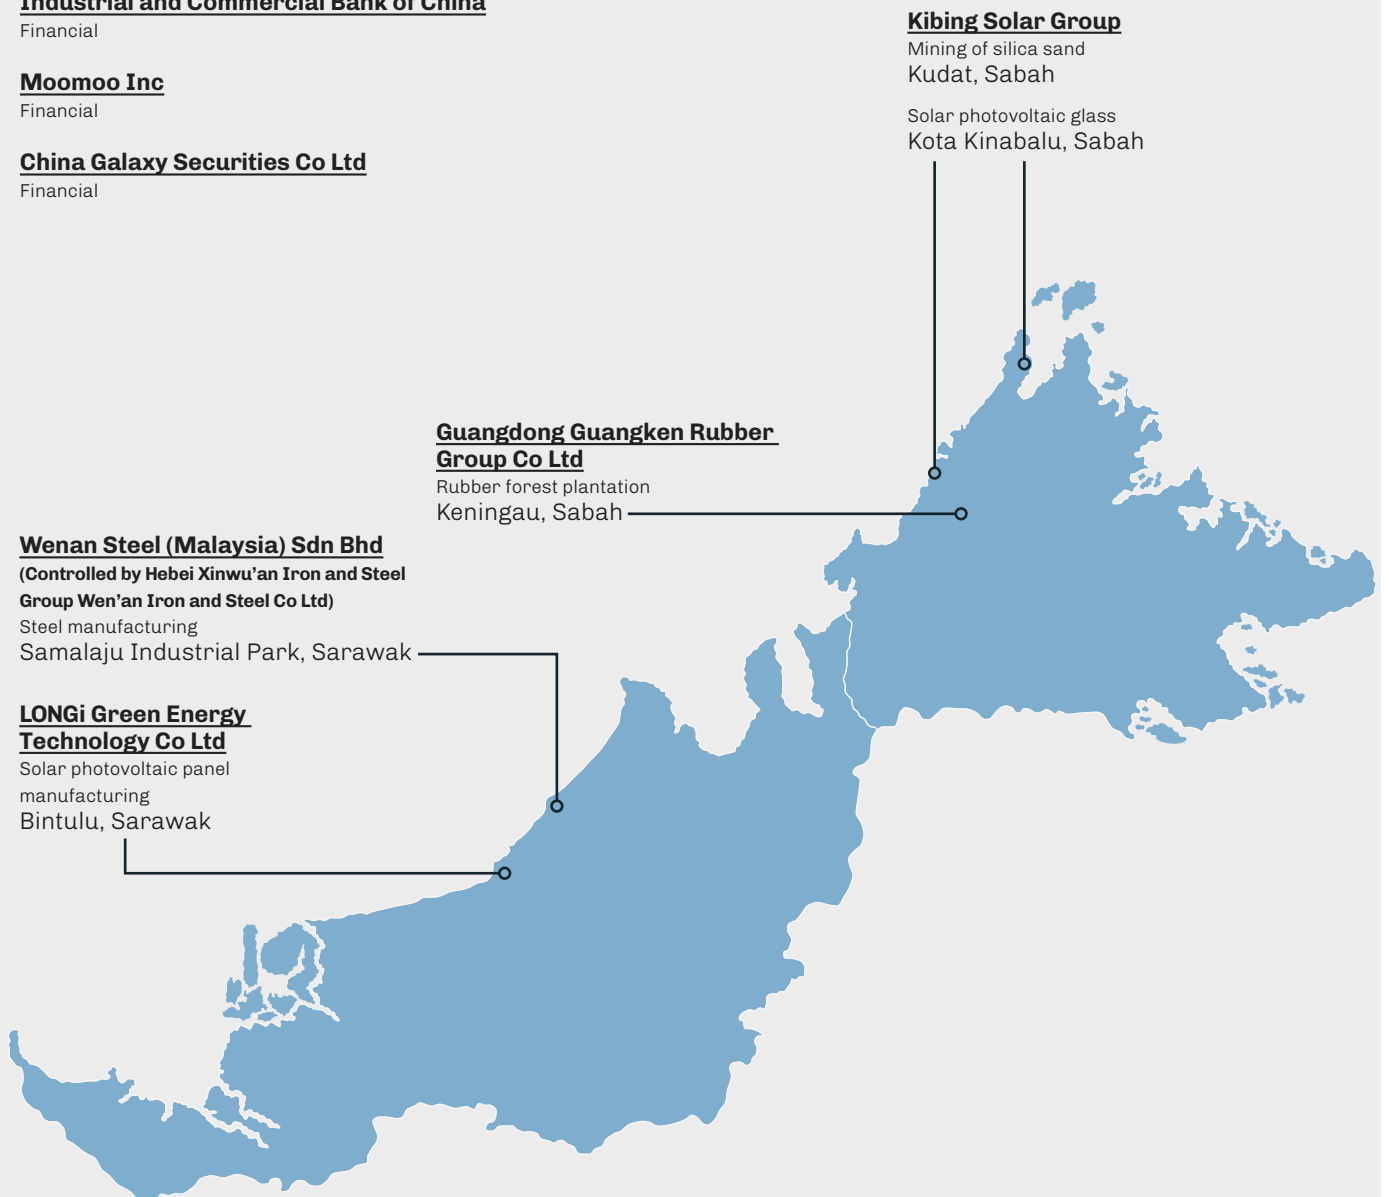 Industrial and Commercial Bank of China
Financial
Moomoo Inc
Financial
China Galaxy Securities Co Ltd
Financial
Kibing Solar Group
Mining of silica sand
Kudat, Sabah
Solar photovoltaic glass
Kota Kinabalu, Sabah
Guangdong Guangken Rubber
Group Co Ltd
Rubber forest plantation
Keningau, Sabah
Wenan Steel (Malaysia) Sdn Bhd
(Controlled by Hebei Xinwu’an Iron and Steel
Group Wen’an Iron and Steel Co Ltd)
Steel manufacturing
Samalaju Industrial Park, Sarawak
LONGi Green Energy
Technology Co Ltd
Solar photovoltaic panel
manufacturing
Bintulu, Sarawak